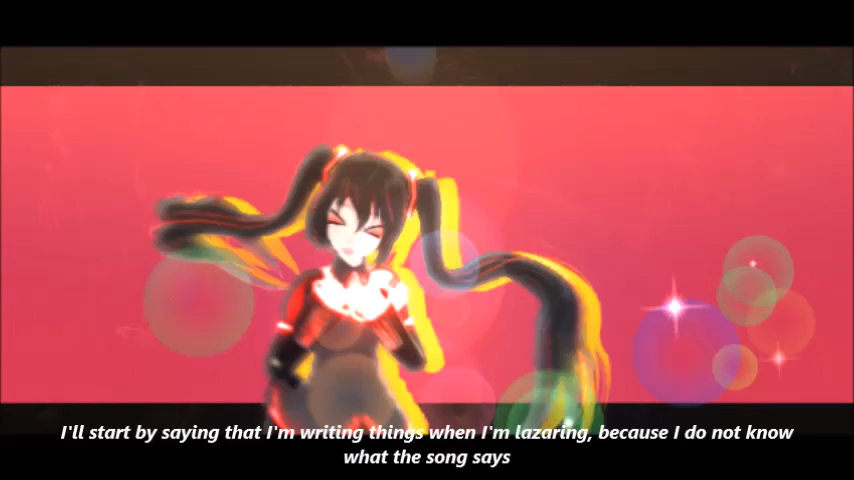 I'll start by saying that I'm writing things when I'm lazaring, because I do not know
what the song says